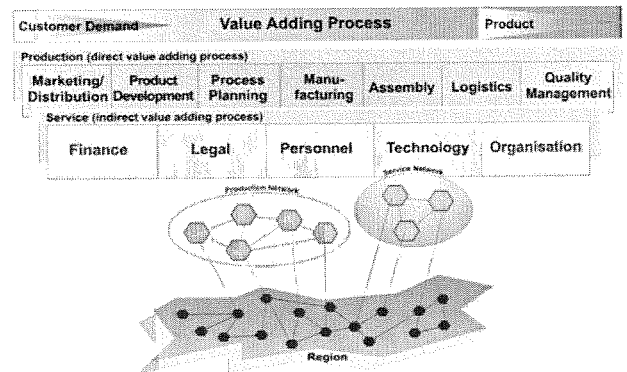 Customer Demand
Value Adding Process
Product
Production (direct value adding process)
Marketing/
Distribution
Product
Development
Process
Planning
Manu-
facturing
Assembly
Logistics
Quality
Management
Service (indirect value adding process)
Finance
Legal
Personnel
Technology
Organisation
Production Network
Service Network
Region